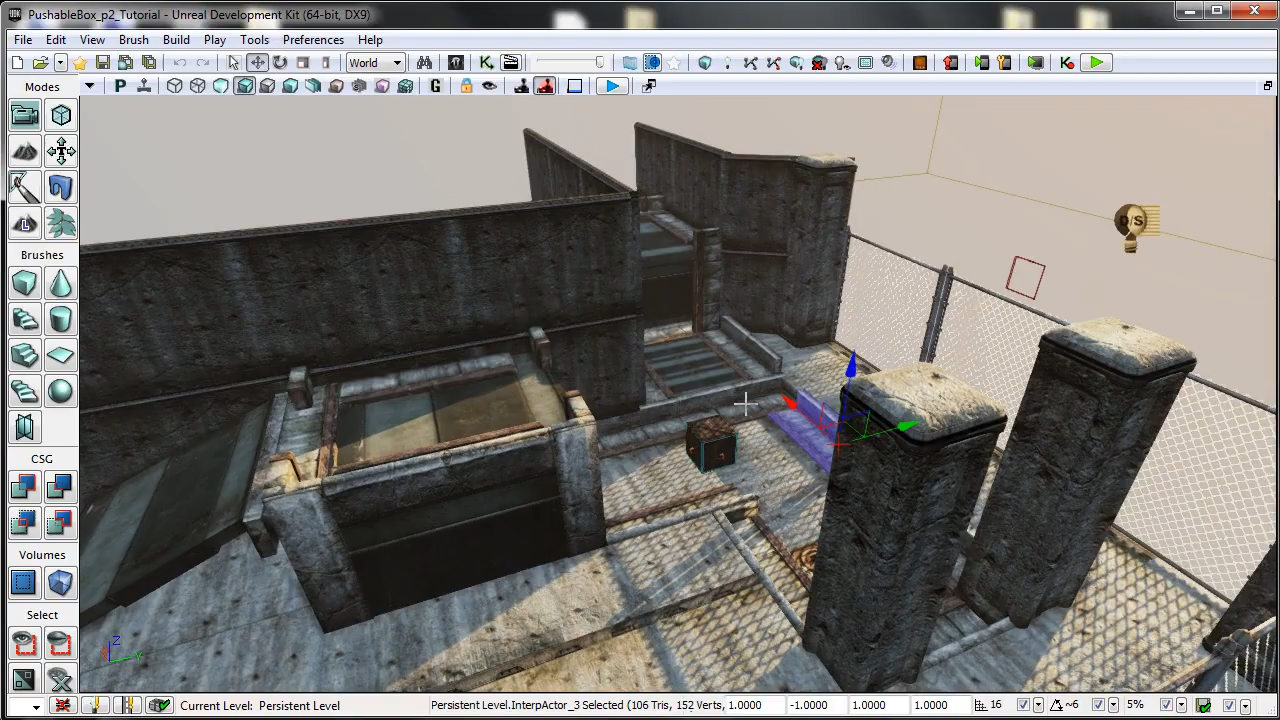 PushableBox_p2_Tutorial - Unreal Development Kit (64-bit, DX9)
File Edit View Brush Build Play Tools Preferences Help
World
Modes
P
G
L
D/S
Brushes
CSG
Volumes
Select
Z
Y
Current Level: Persistent Level
Persistent Level.InterpActor_3 Selected (106 Tris, 152 Verts,
1.0000
-1.0000
1.0000
1.0000
16
~6
5%